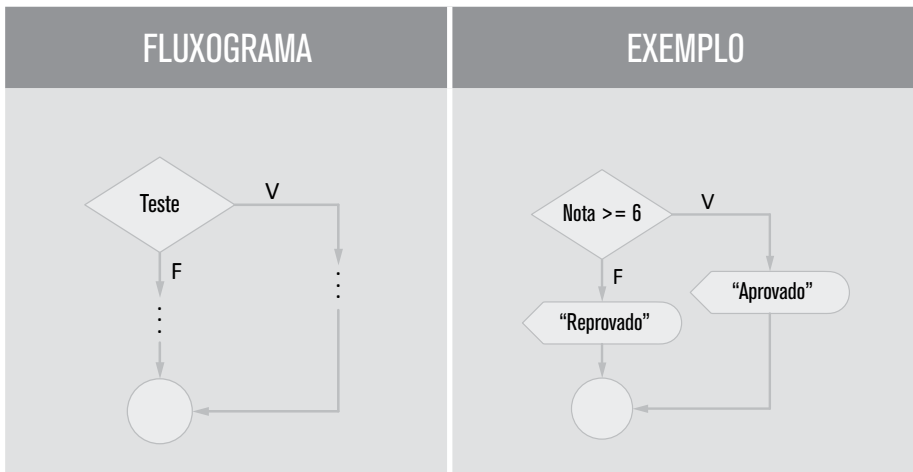 FLUXOGRAMA
EXEMPLO
Teste
V
F
Nota >= 6
V
F
“Aprovado”
“Reprovado”